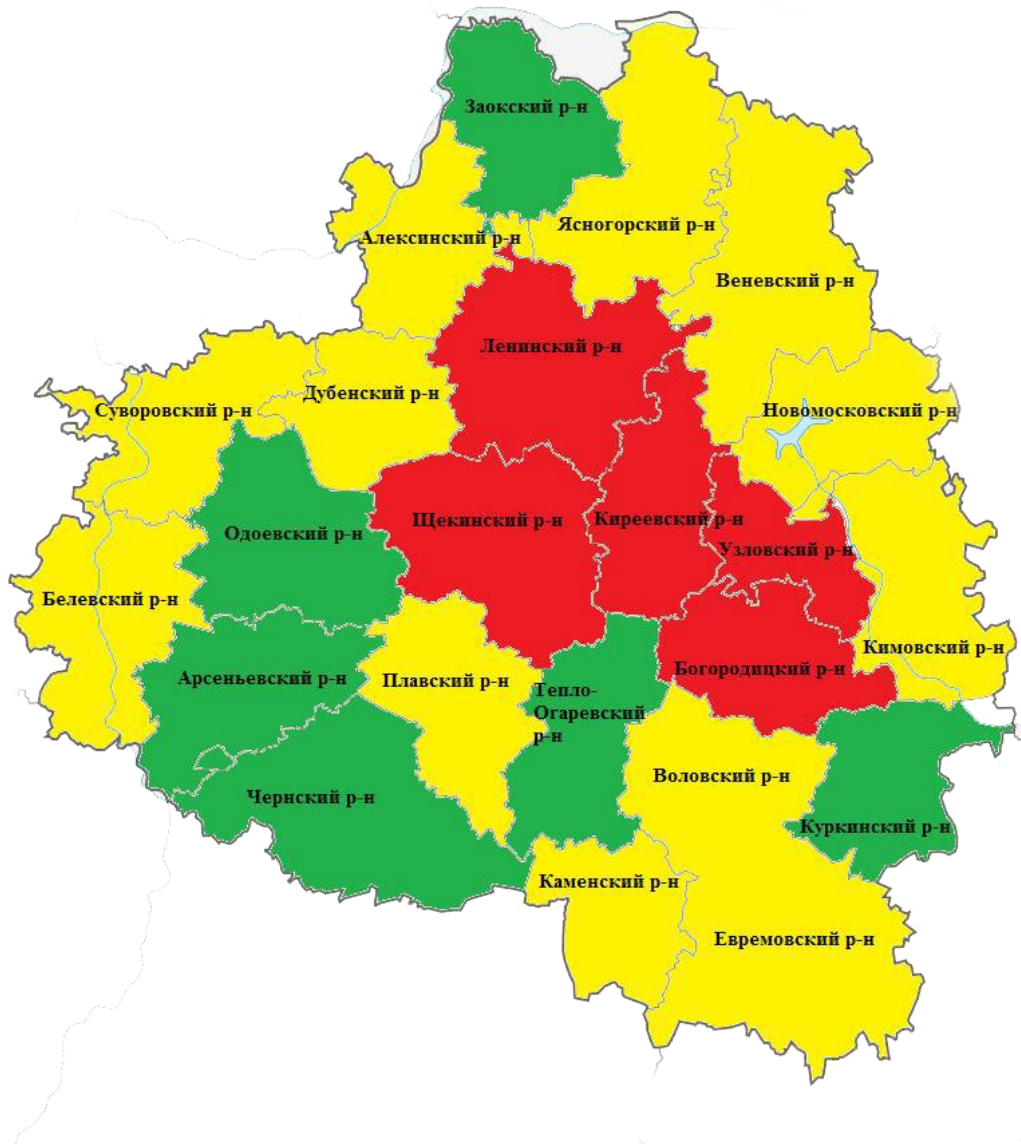 Заокский р-н
Ясногорский р-н
Алексинский р-н
Веневский р-н
Ленинский р-н
Дубенский р-н
Суворовский р-н
Новомосковский р-н
Щекинский р-н
Киреевский р-н
Одоевский р-н
Узловский р-н
Белевский р-н
Кимовский р-н
Богородицкий р-н
Арсеньевский р-н
Плавский р-н
Тепло-
Огаревский
р-н
Воловский р-н
Чернский р-н
Куркинский р-н
Каменский р-н
Евремовский р-н